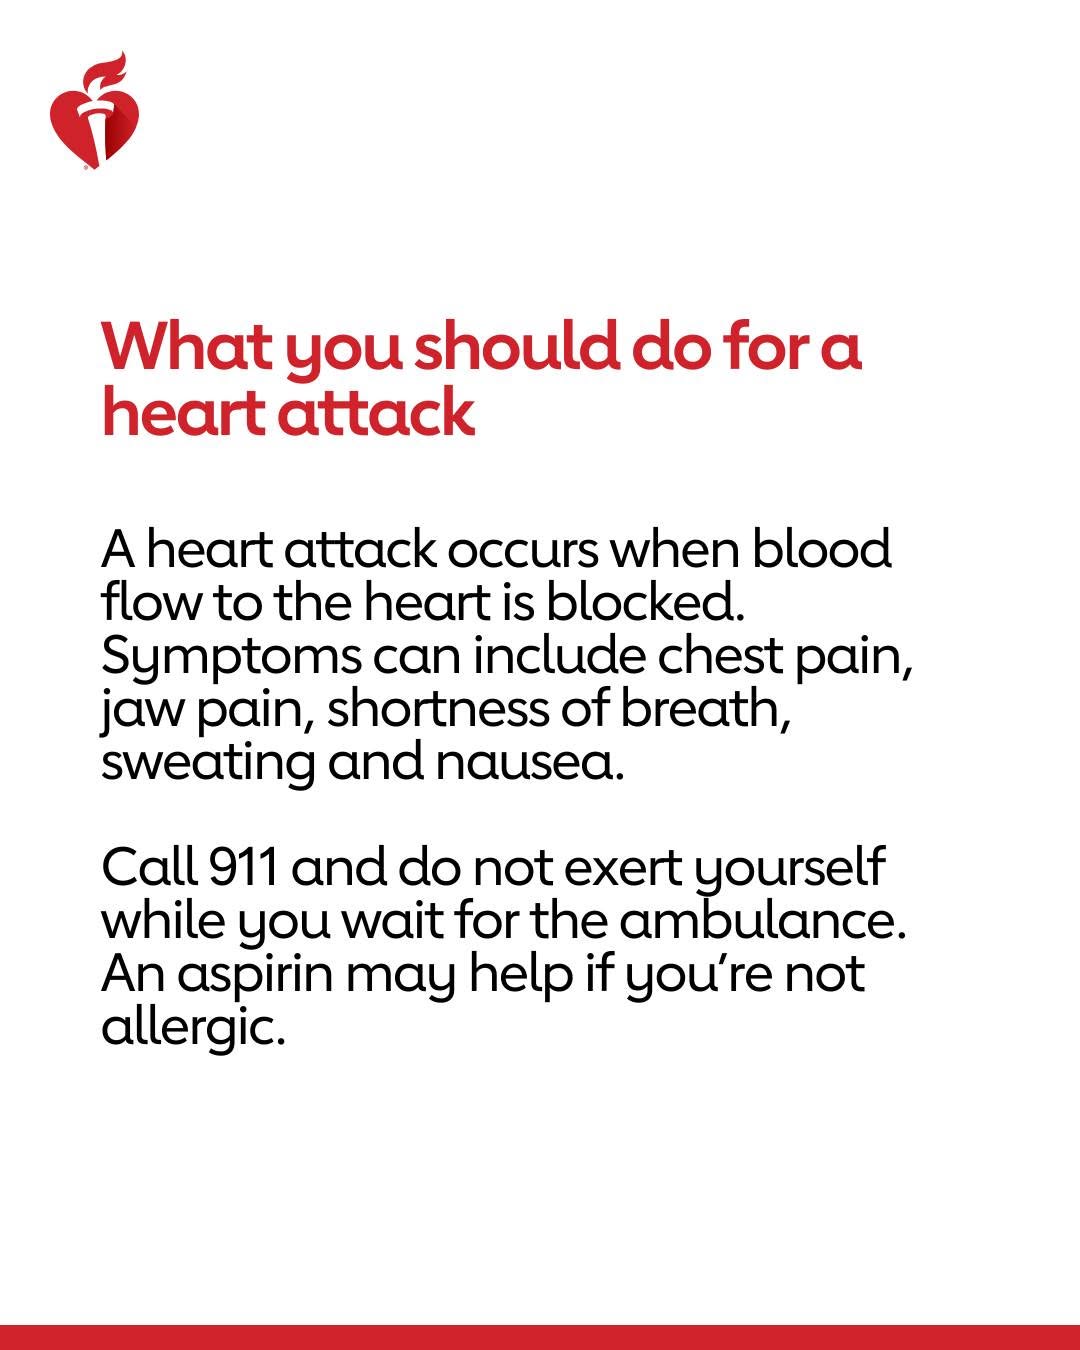 What you should do for a
heart attack
A heart attack occurs when blood
flow to the heart is blocked.
Symptoms can include chest pain,
jaw pain, shortness of breath,
sweating and nausea.
Call 911 and do not exert yourself
while you wait for the ambulance.
An aspirin may help if you’re not
allergic.